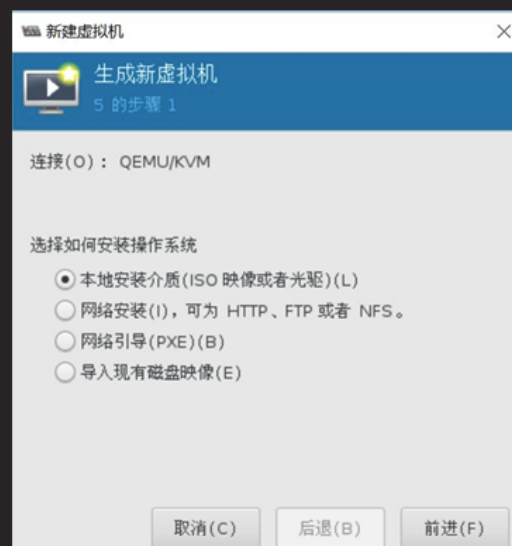 新建虚拟机
生成新虚拟机
5 的步骤 1
连接(O)： QEMU/KVM
选择如何安装操作系统
本地安装介质(ISO 映像或者光驱)(L)
网络安装(I)，可为 HTTP、FTP 或者 NFS。
网络引导(PXE)(B)
导入现有磁盘映像(E)
取消(C)
后退(B)
前进(F)